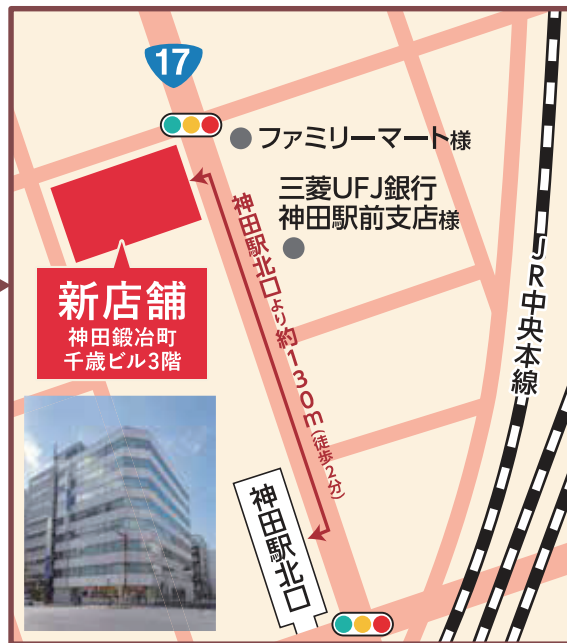 17
ファミリーマート様
三菱UFJ銀行
神田駅前支店様
神田駅北口より約130m(徒歩2分)
JR中央本線
新店舗
神田鍛冶町
千歳ビル3階
神田駅北口